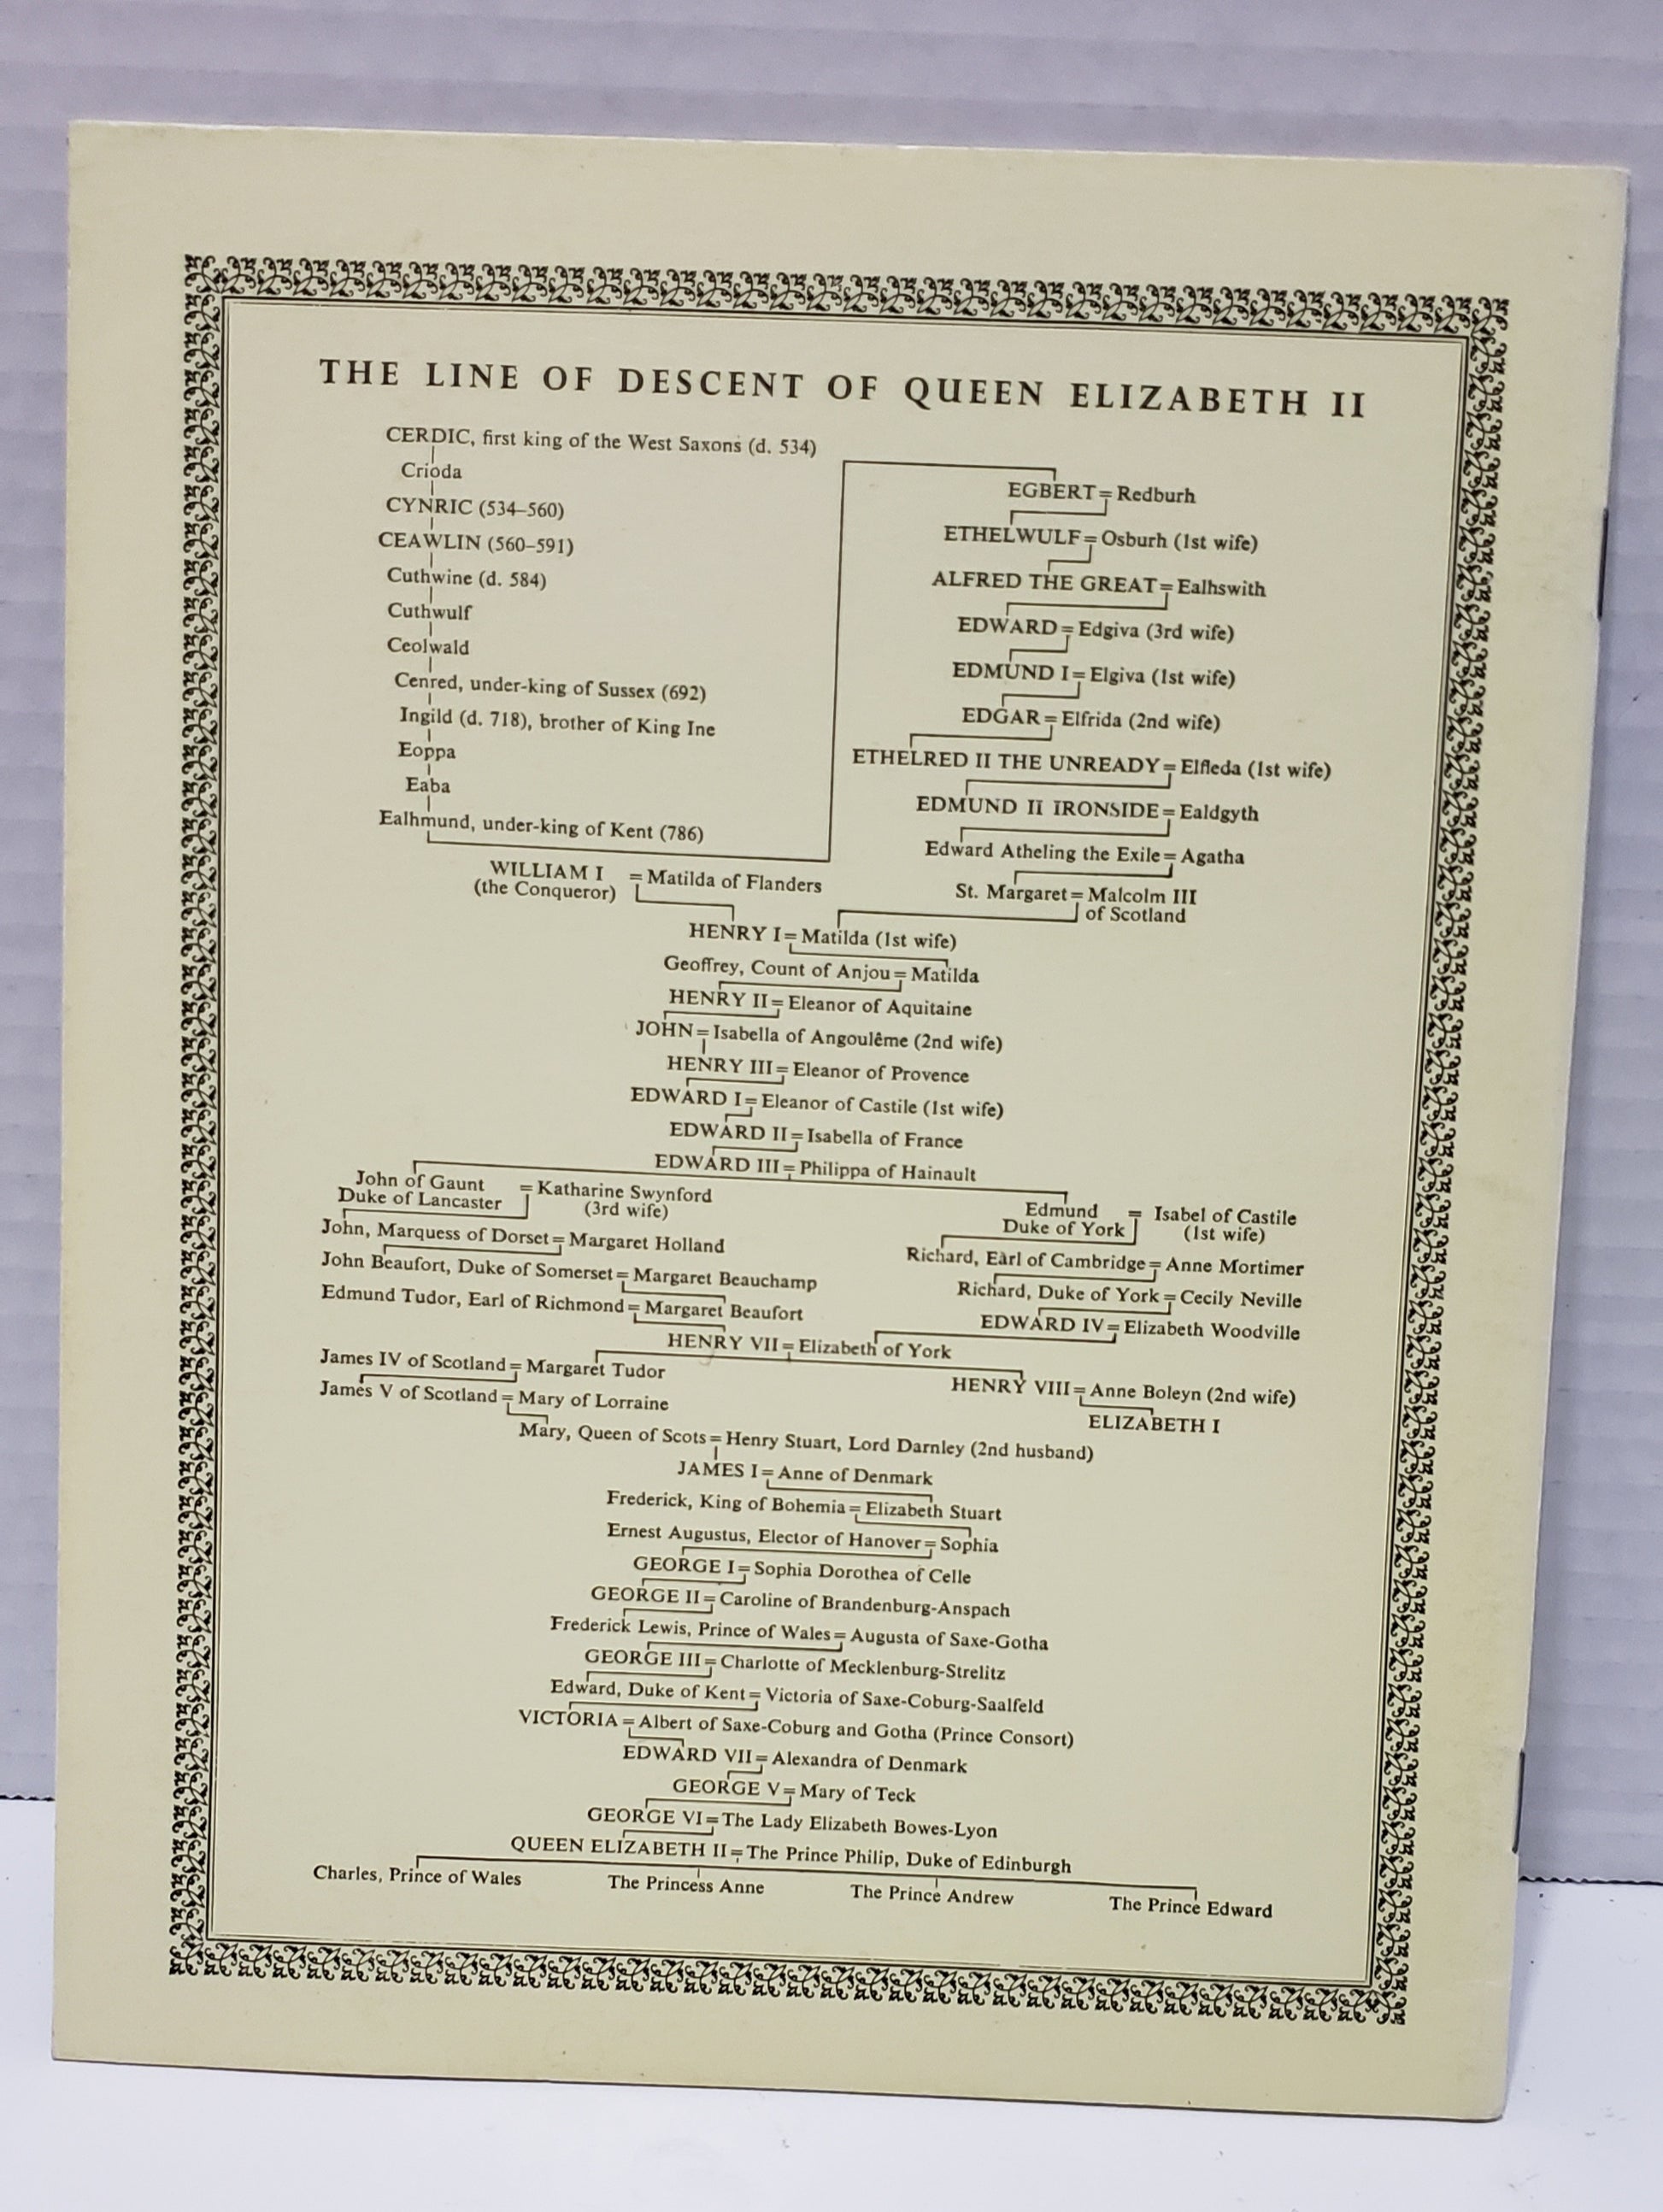 THE LINE OF DESCENT OF QUEEN ELIZABETH II
CERDIC, first king of the West Saxons (d. 534)
Crioda
CYNRIC (534–560)
CEAWLIN (560–591)
Cuthwine (d. 584)
Cuthwulf
Ceolwald
Cenred, under-king of Sussex (692)
Ingild (d. 718), brother of King Ine
Eoppa
Eaba
Ealhmund, under-king of Kent (786)
EGBERT = Redburh
ETHELWULF = Osburh (1st wife)
ALFRED THE GREAT = Ealhswith
EDWARD = Edgiva (3rd wife)
EDMUND I = Elgiva (1st wife)
EDGAR = Elfrida (2nd wife)
ETHELRED II THE UNREADY = Elfleda (1st wife)
EDMUND II IRONSIDE = Ealdgyth
Edward Atheling the Exile = Agatha
St. Margaret = Malcolm III
of Scotland
WILLIAM I = Matilda of Flanders
(the Conqueror)
HENRY I = Matilda (1st wife)
Geoffrey, Count of Anjou = Matilda
HENRY II = Eleanor of Aquitaine
JOHN = Isabella of Angoulême (2nd wife)
HENRY III = Eleanor of Provence
EDWARD I = Eleanor of Castile (1st wife)
EDWARD II = Isabella of France
EDWARD III = Philippa of Hainault
John of Gaunt = Katharine Swynford
Duke of Lancaster (3rd wife)
John, Marquess of Dorset = Margaret Holland
John Beaufort, Duke of Somerset = Margaret Beauchamp
Edmund Tudor, Earl of Richmond = Margaret Beaufort
Edmund = Isabel of Castile
Duke of York (1st wife)
Richard, Earl of Cambridge = Anne Mortimer
Richard, Duke of York = Cecily Neville
EDWARD IV = Elizabeth Woodville
HENRY VII = Elizabeth of York
James IV of Scotland = Margaret Tudor
James V of Scotland = Mary of Lorraine
HENRY VIII = Anne Boleyn (2nd wife)
ELIZABETH I
Mary, Queen of Scots = Henry Stuart, Lord Darnley (2nd husband)
JAMES I = Anne of Denmark
Frederick, King of Bohemia = Elizabeth Stuart
Ernest Augustus, Elector of Hanover = Sophia
GEORGE I = Sophia Dorothea of Celle
GEORGE II = Caroline of Brandenburg-Anspach
Frederick Lewis, Prince of Wales = Augusta of Saxe-Gotha
GEORGE III = Charlotte of Mecklenburg-Strelitz
Edward, Duke of Kent = Victoria of Saxe-Coburg-Saalfeld
VICTORIA = Albert of Saxe-Coburg and Gotha (Prince Consort)
EDWARD VII = Alexandra of Denmark
GEORGE V = Mary of Teck
GEORGE VI = The Lady Elizabeth Bowes-Lyon
QUEEN ELIZABETH II = The Prince Philip, Duke of Edinburgh
Charles, Prince of Wales The Princess Anne The Prince Andrew The Prince Edward